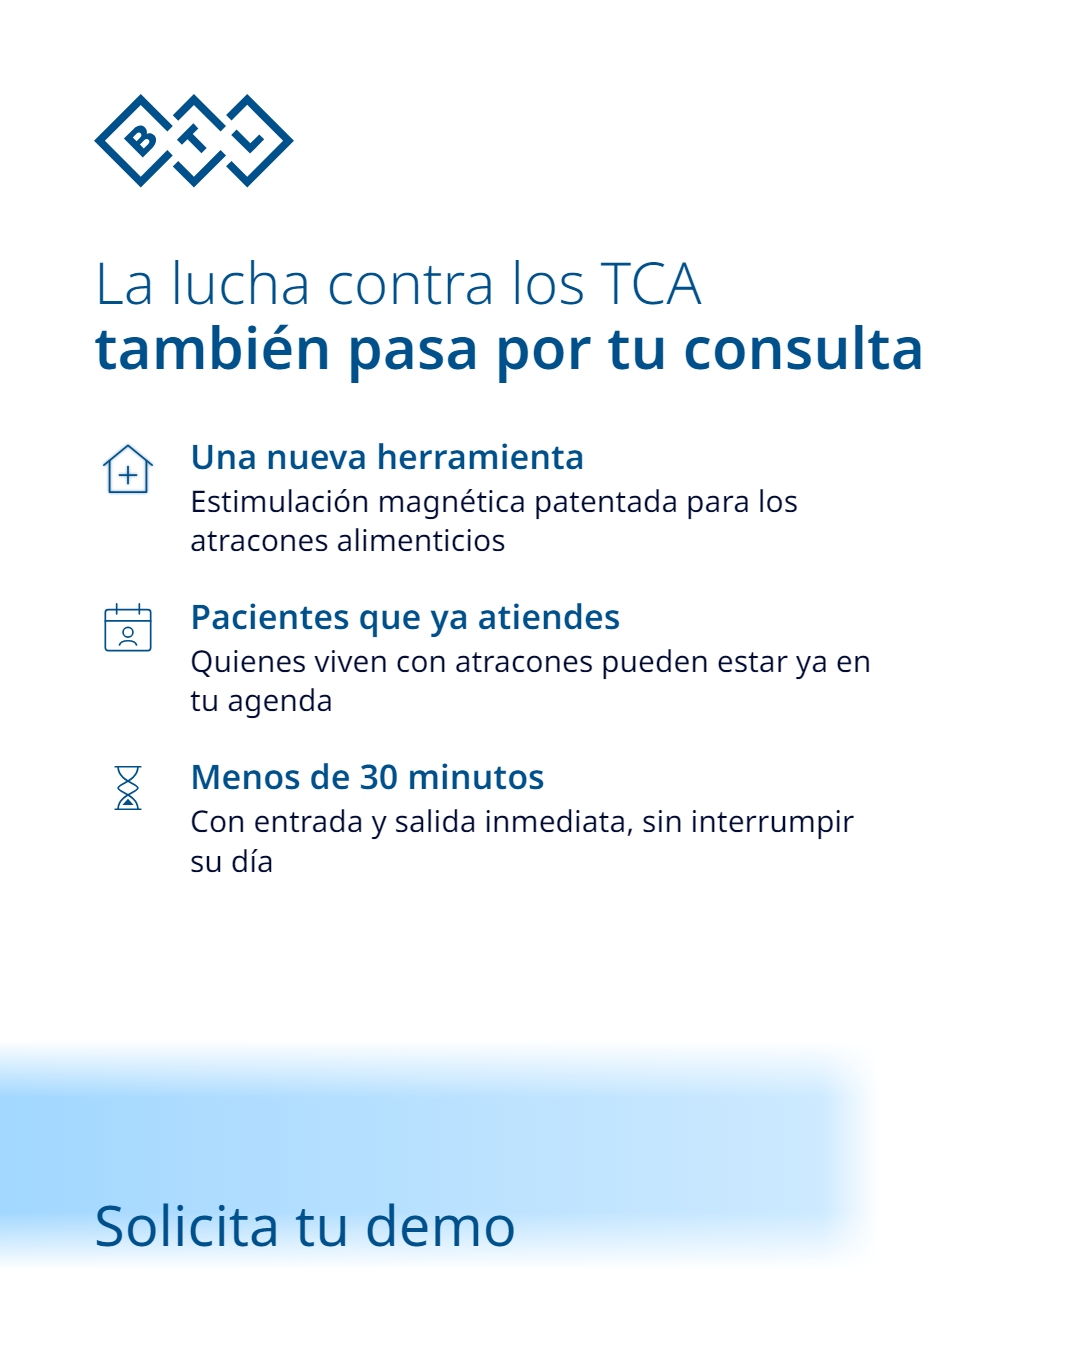 BTL
La lucha contra los TCA
también pasa por tu consulta
Una nueva herramienta
Estimulación magnética patentada para los
atracones alimenticios
Pacientes que ya atiendes
Quienes viven con atracones pueden estar ya en
tu agenda
Menos de 30 minutos
Con entrada y salida inmediata, sin interrumpir
su día
Solicita tu demo